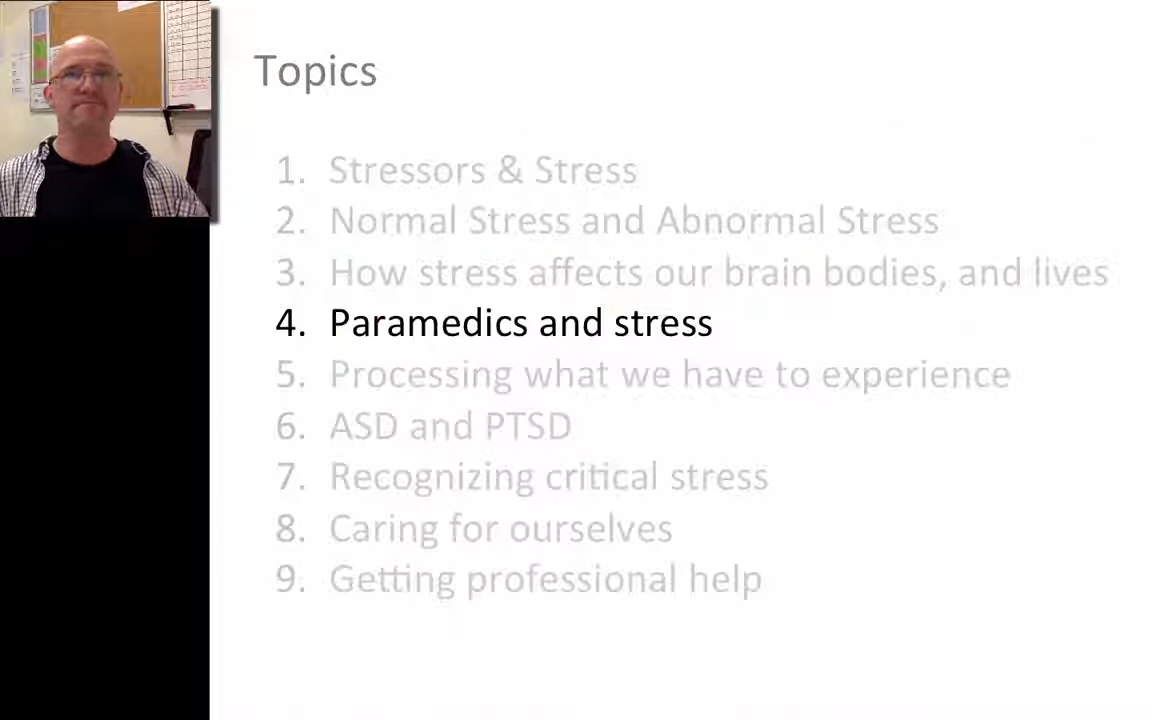 Topics
1. Stressors & Stress
2. Normal Stress and Abnormal Stress
3. How stress affects our brain bodies, and lives
4. Paramedics and stress
5. Processing what we have to experience
6. ASD and PTSD
7. Recognizing critical stress
8. Caring for ourselves
9. Getting professional help